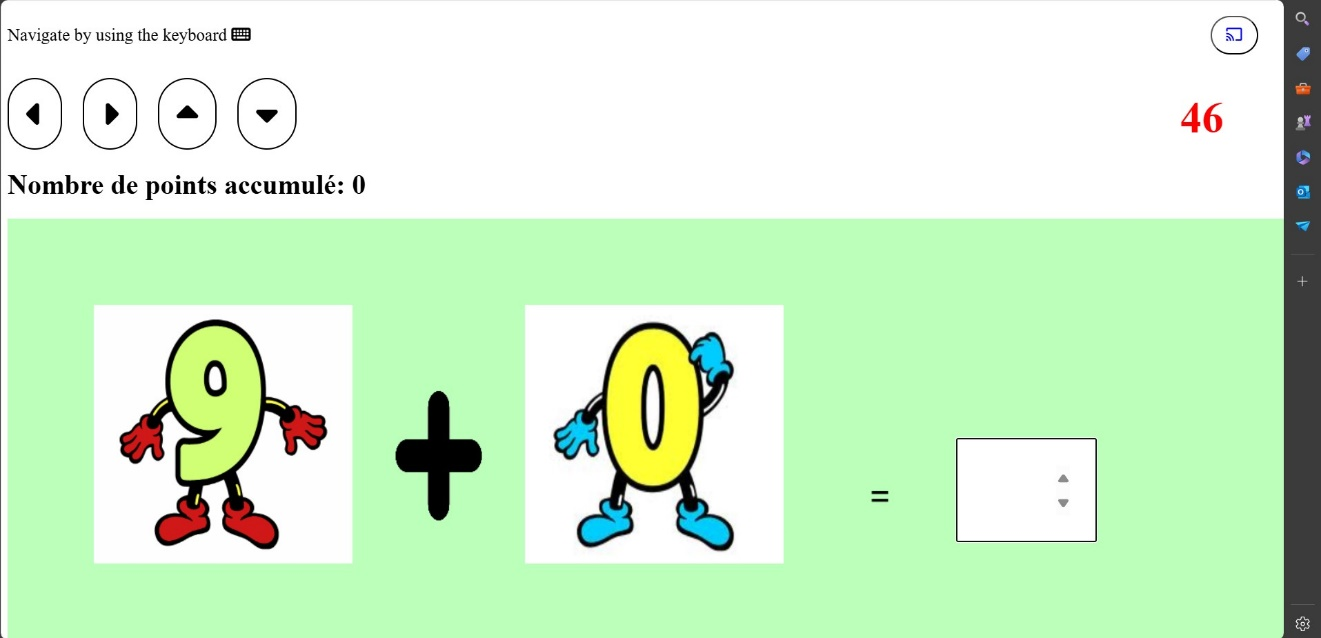 Navigate by using the keyboard
46
Nombre de points accumulé: 0
9 + 0 =